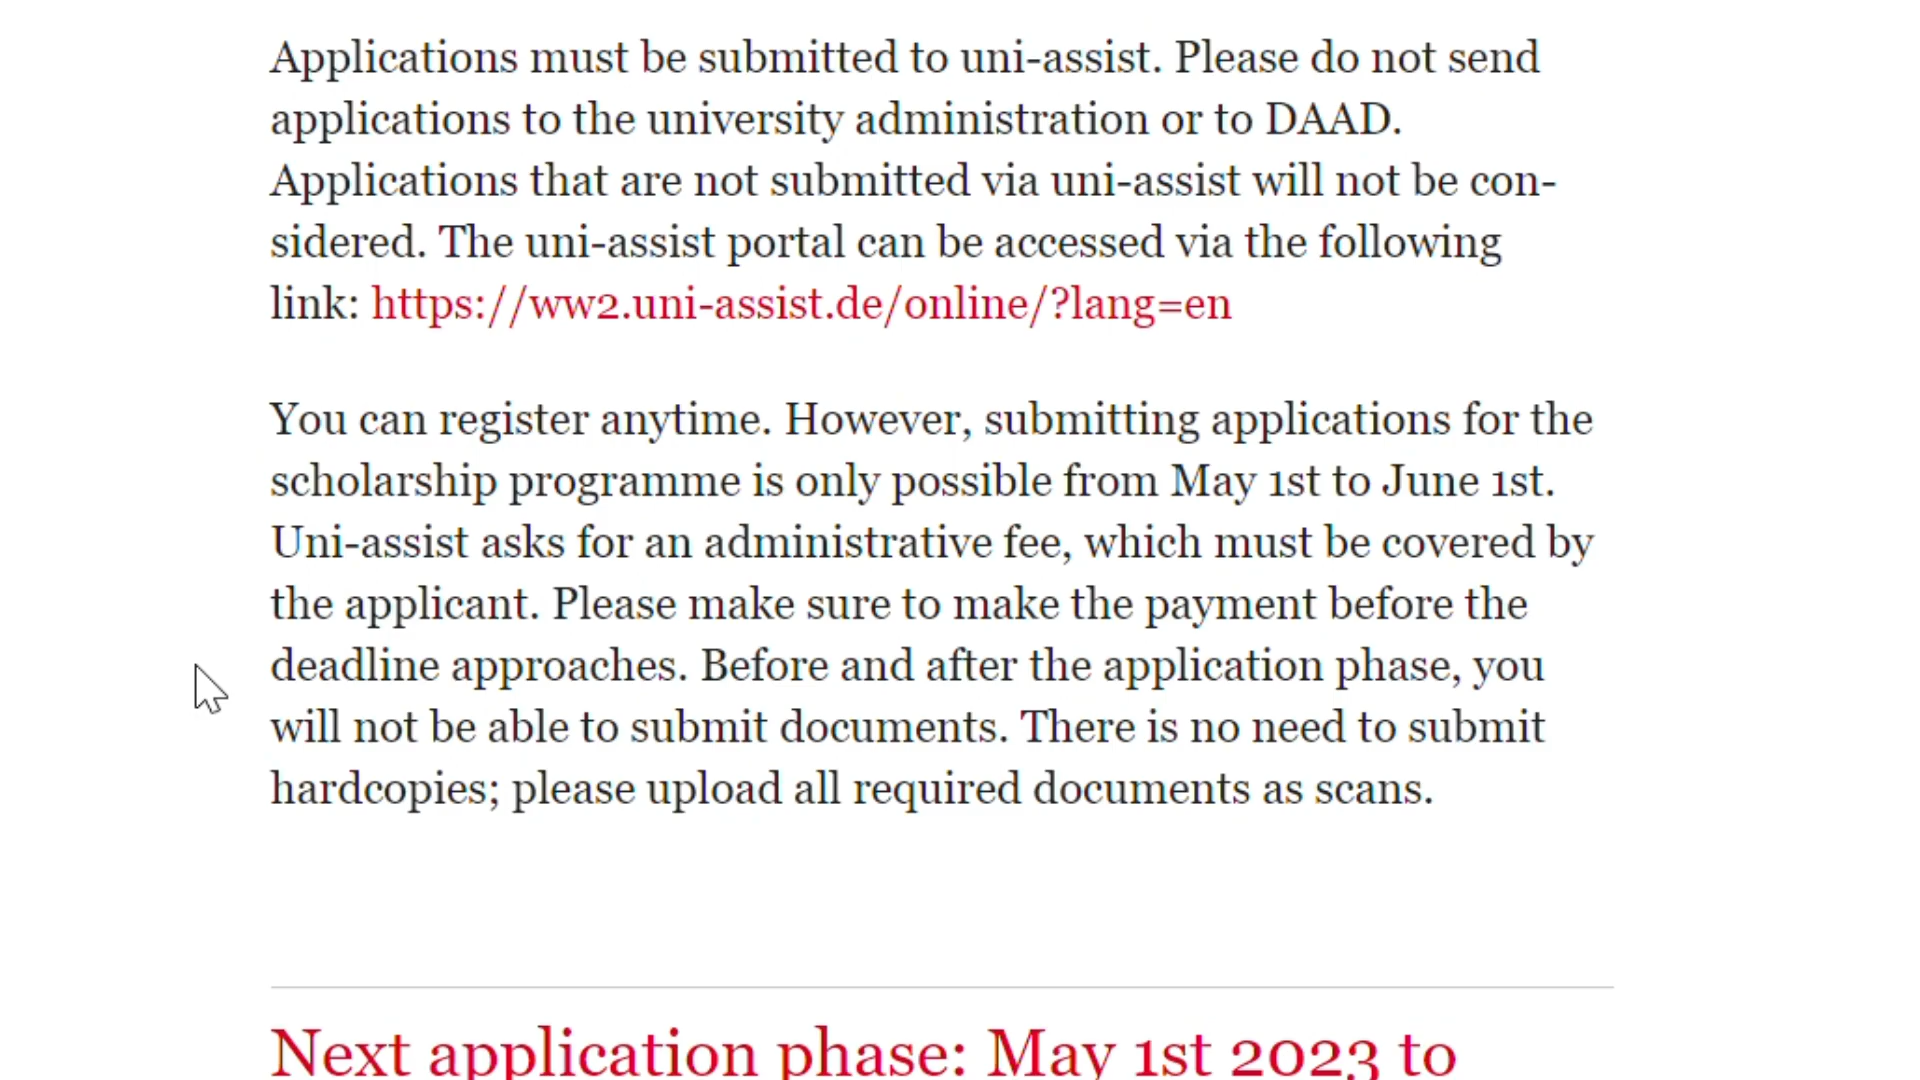 Applications must be submitted to uni-assist. Please do not send
applications to the university administration or to DAAD.
Applications that are not submitted via uni-assist will not be con-
sidered. The uni-assist portal can be accessed via the following
link: https://ww2.uni-assist.de/online/?lang=en
You can register anytime. However, submitting applications for the
scholarship programme is only possible from May 1st to June 1st.
Uni-assist asks for an administrative fee, which must be covered by
the applicant. Please make sure to make the payment before the
deadline approaches. Before and after the application phase, you
will not be able to submit documents. There is no need to submit
hardcopies; please upload all required documents as scans.
Next application phase: May 1st 2023 to